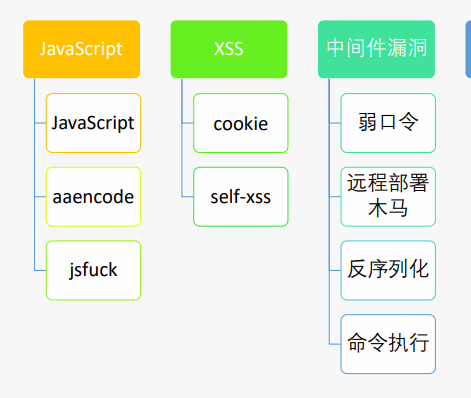 JavaScript
JavaScript
aaencode
jsfuck
XSS
cookie
self-xss
中间件漏洞
弱口令
远程部署
木马
反序列化
命令执行